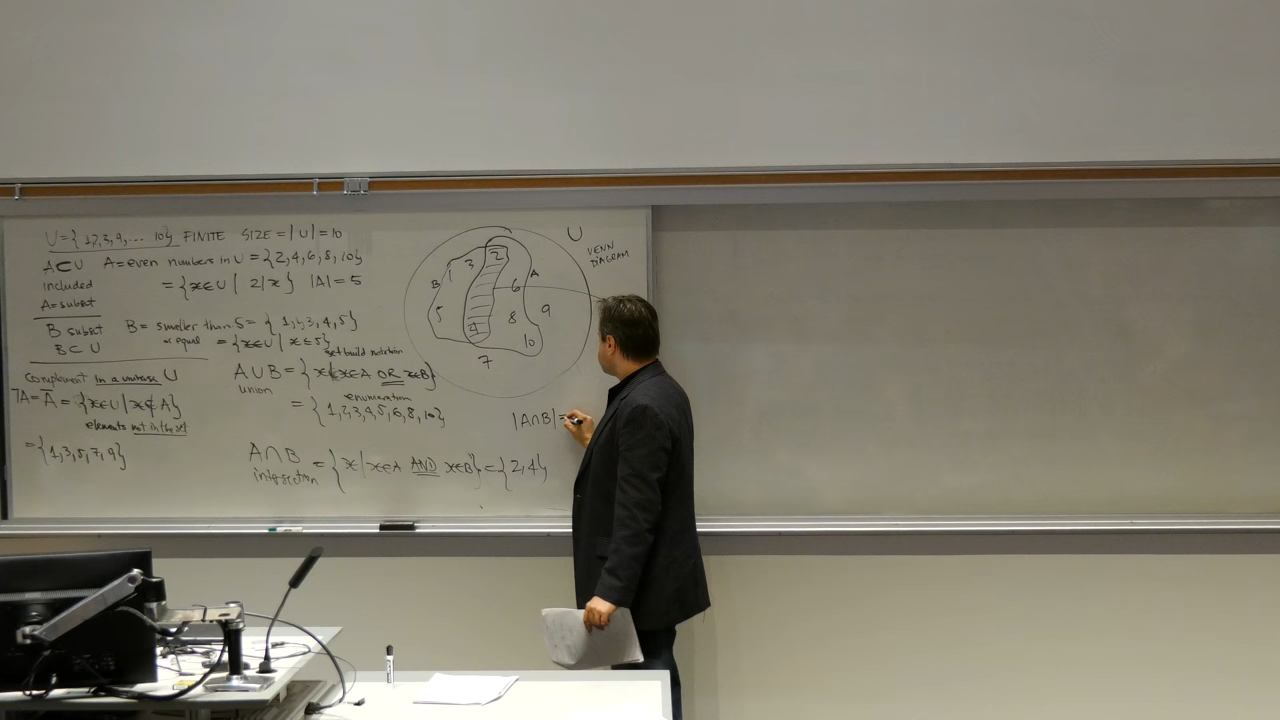 U={1,2,3,4,... 10} FINITE SIZE = |U| = 10
A⊂U A=even numbers in U = {2,4,6,8,10}
included = {x∈U | 2|x} |A|=5
A=subset
B subset B= smaller than 5= {1,2,3,4,5}
or equal = {x∈U | x≤5}
B⊂U
set build notation
Complement in a universe U
A∪B = {x|x∈A OR x∈B}
union
¬A=Ā= {x∈U|x∉A}
enumeration
= {1,2,3,4,5,6,8,10}
elements not in the set
={1,3,5,7,9}
A∩B = {x|x∈A AND x∈B}={2,4}
intersection
U
VENN
DIAGRAM
B 1 3 2 A
5 6 9
4 8
7 10
|A∩B|=